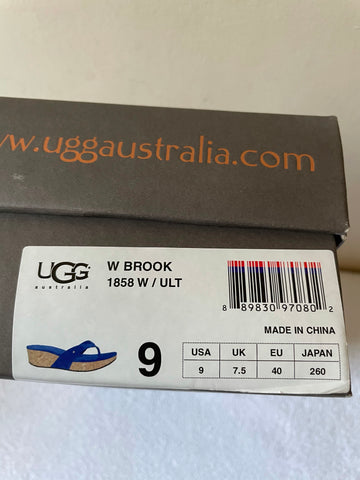 w.uggaustralia.com
UGG
australia
W BROOK
1858 W / ULT
8 89830 97080 2
MADE IN CHINA
9
USA UK EU JAPAN
9 7.5 40 260